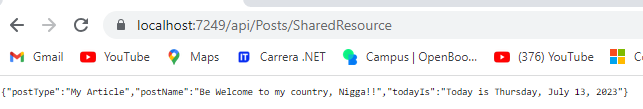 localhost:7249/api/Posts/SharedResource
Gmail YouTube Maps Carrera .NET Campus | OpenBoo... (376) YouTube C
{"postType":"My Article","postName":"Be Welcome to my country, Nigga!!","todayIs":"Today is Thursday, July 13, 2023"}